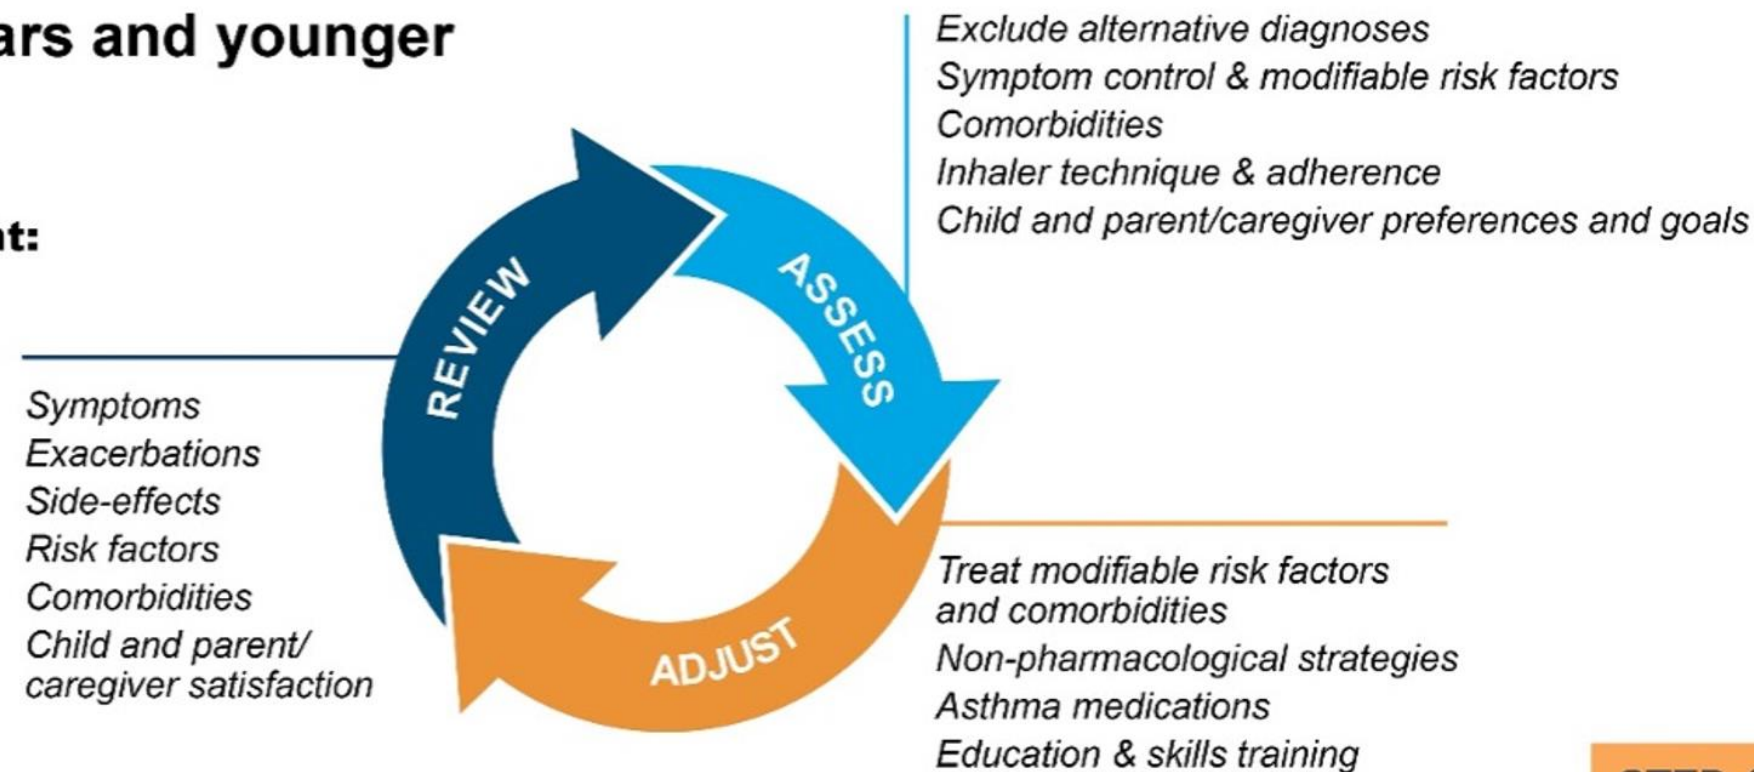 ars and younger
nt:
Exclude alternative diagnoses
Symptom control & modifiable risk factors
Comorbidities
Inhaler technique & adherence
Child and parent/caregiver preferences and goals
REVIEW
ASSESS
ADJUST
Symptoms
Exacerbations
Side-effects
Risk factors
Comorbidities
Child and parent/
caregiver satisfaction
Treat modifiable risk factors
and comorbidities
Non-pharmacological strategies
Asthma medications
Education & skills training